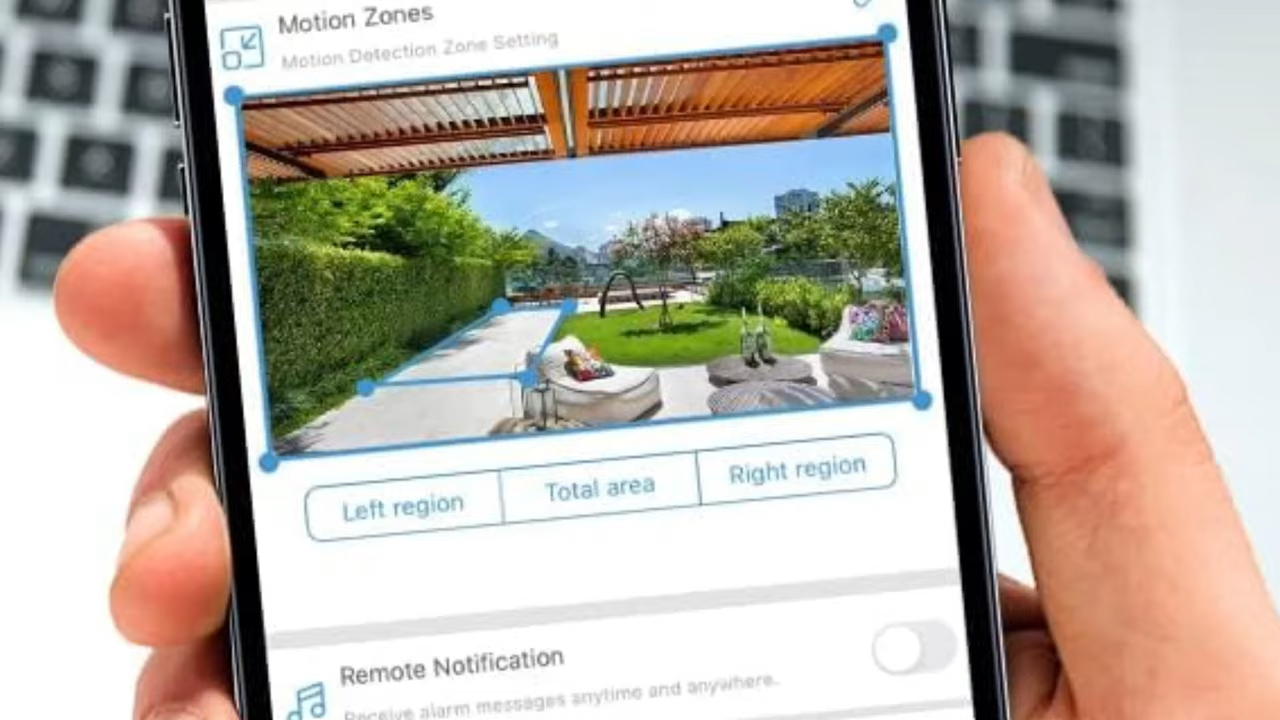 Motion Zones
Motion Detection Zone Setting
Left region
Total area
Right region
Remote Notification
Receive alarm messages anytime and anywhere.